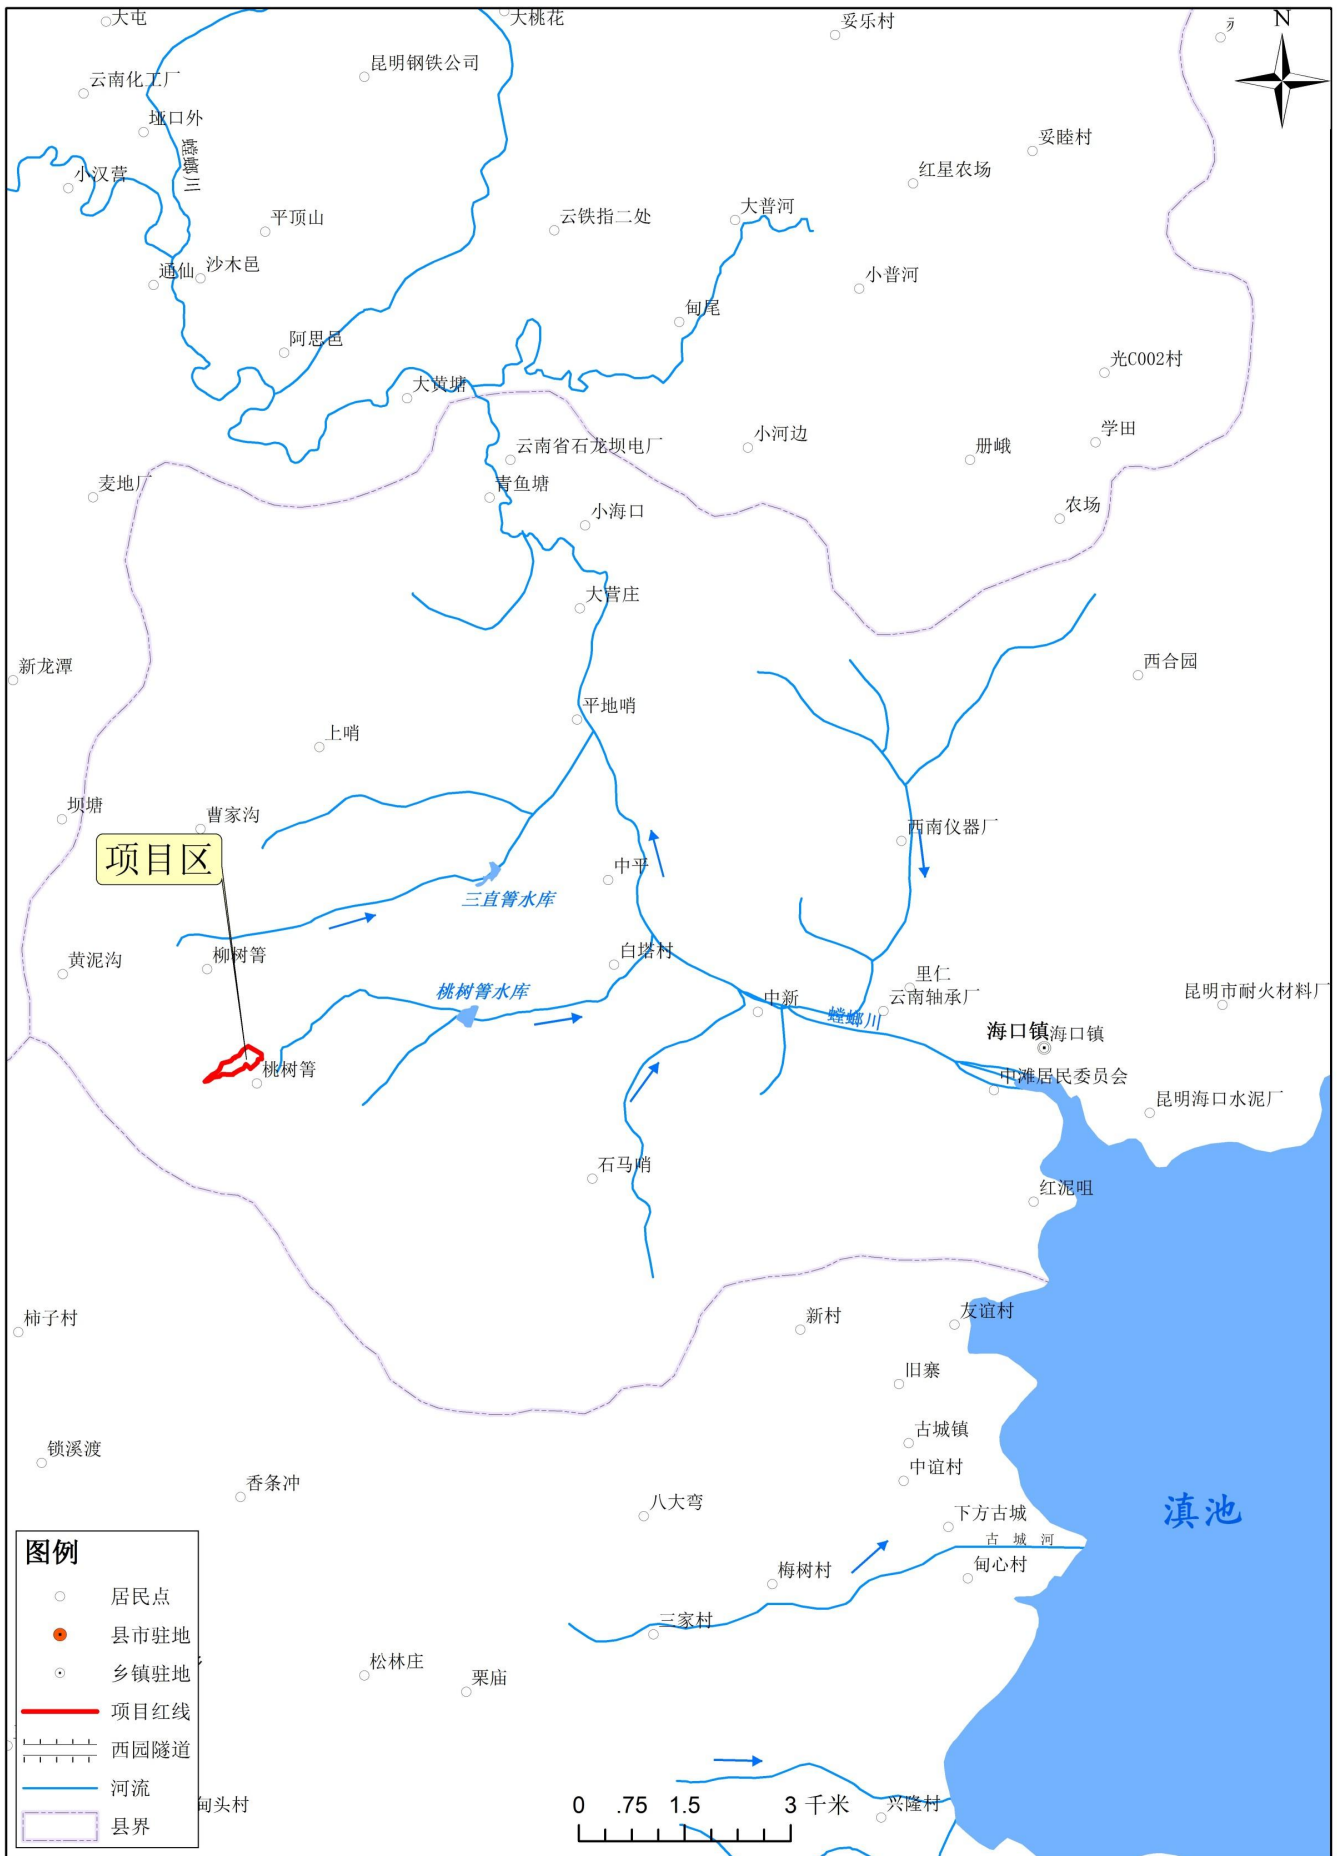 大屯
大桃花
妥乐村
N
云南化工厂
昆明钢铁公司
垭口外
螳螂川
妥睦村
小汉营
红星农场
平顶山
云铁指二处
大普河
通仙
沙木邑
小普河
甸尾
阿思邑
光C002村
大黄塘
云南省石龙坝电厂
小河边
册峨
学田
麦地厂
青鱼塘
小海口
农场
大营庄
新龙潭
西合园
平地哨
上哨
坝塘
曹家沟
西南仪器厂
项目区
中平
三直箐水库
黄泥沟
柳树箐
白塔村
里仁
桃树箐水库
中新
云南轴承厂
昆明市耐火材料厂
螳螂川
海口镇
海口镇
桃树箐
中滩居民委员会
昆明海口水泥厂
石马哨
红泥咀
柿子村
新村
友谊村
旧寨
锁溪渡
古城镇
香条冲
中谊村
八大弯
下方古城
滇池
古城河
甸心村
梅树村
三家村
松林庄
栗庙
图例
居民点
县市驻地
乡镇驻地
项目红线
西园隧道
河流
县界
甸头村
0 .75 1.5 3 千米
兴隆村